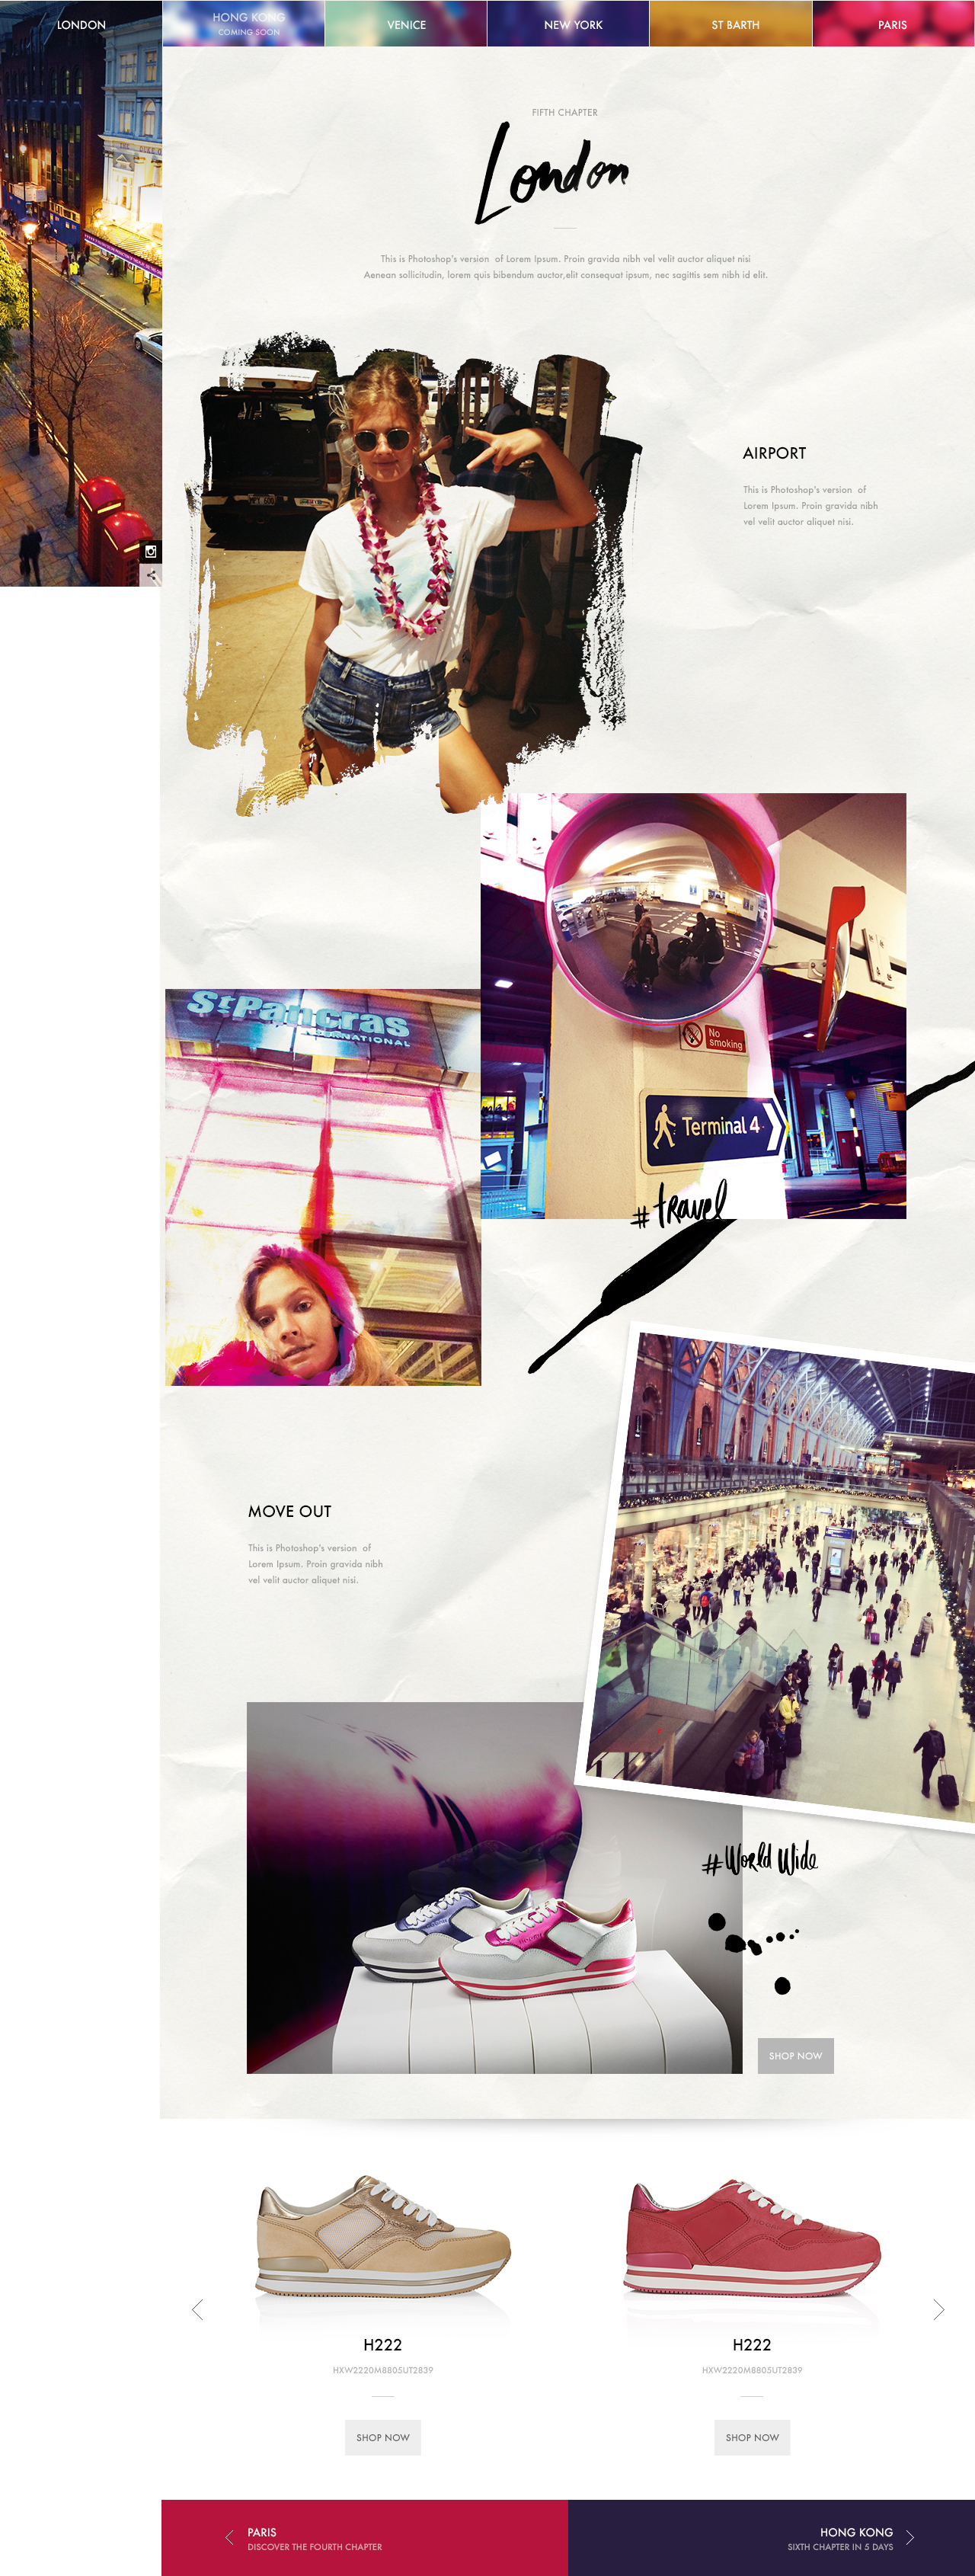 LONDON
HONG KONG
COMING SOON
VENICE
NEW YORK
ST BARTH
PARIS
FIFTH CHAPTER
London
This is Photoshop's version of Lorem Ipsum. Proin gravida nibh vel velit auctor aliquet nisi
Aenean sollicitudin, lorem quis bibendum auctor,elit consequat ipsum, nec sagittis sem nibh id elit.
AIRPORT
This is Photoshop's version of
Lorem Ipsum. Proin gravida nibh
vel velit auctor aliquet nisi.
St Pancras
INTERNATIONAL
No
smoking
Terminal 4
#travel
MOVE OUT
This is Photoshop's version of
Lorem Ipsum. Proin gravida nibh
vel velit auctor aliquet nisi.
#World Wide
SHOP NOW
H222
HXW2220M8805UT2839
SHOP NOW
H222
HXW2220M8805UT2839
SHOP NOW
PARIS
DISCOVER THE FOURTH CHAPTER
HONG KONG
SIXTH CHAPTER IN 5 DAYS